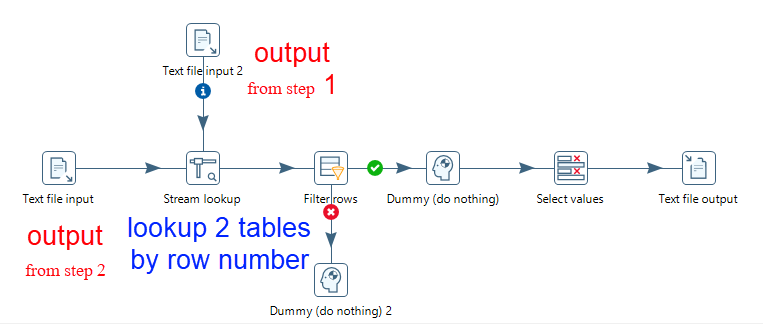 output
Text file input 2
from step 1
Text file input
Stream lookup
Filter rows
Dummy (do nothing)
Select values
Text file output
output
lookup 2 tables
from step 2
by row number
Dummy (do nothing) 2